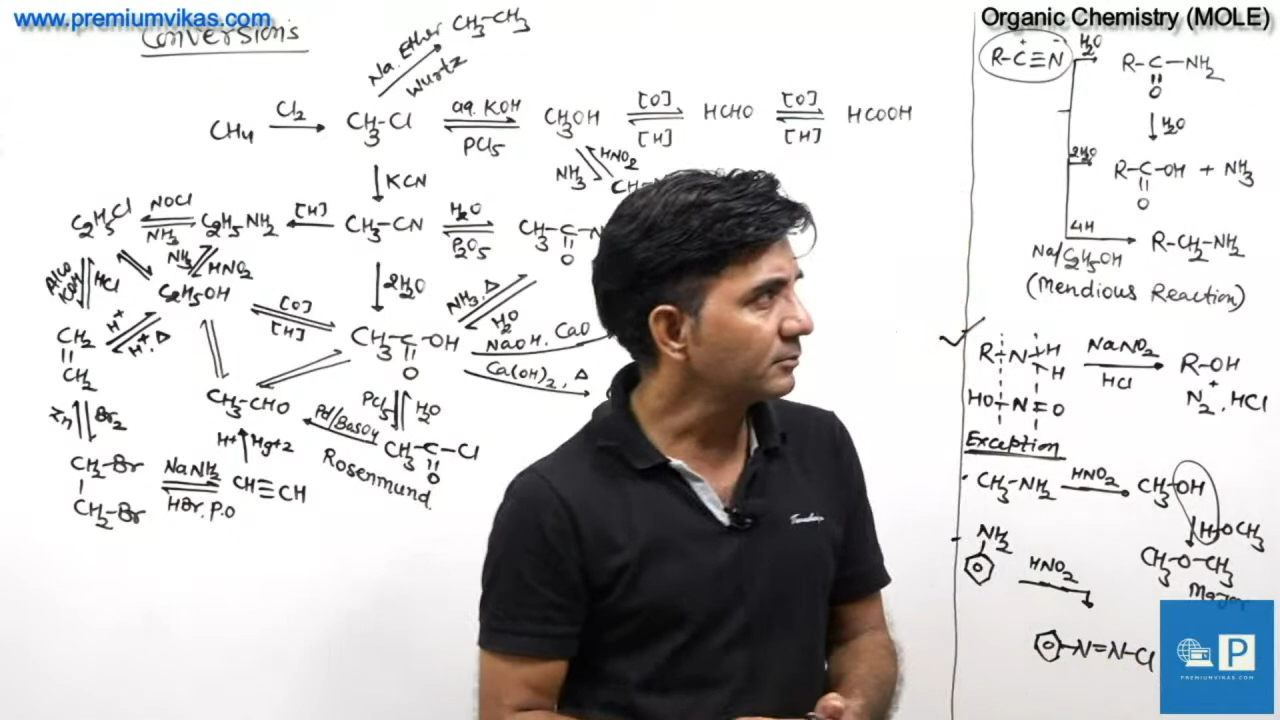 www.premiumvikas.com
Organic Chemistry (MOLE)
Conversions
Na. Ether CH3-CH3
Wurtz
CH4 Cl2 CH3-Cl aq. KOH CH3OH [O] HCHO [O] HCOOH
PCl5 [H] [H]
HNO2
NH3
KCN
C2H5Cl NOCl C2H5NH2 [H] CH3-CN H2O CH3-C-N
NH3 P2O5 O
Alco KOH HCl NH3 HNO2
C2H5OH
2H2O
H+
H+. Δ
[O]
[H]
NH3. Δ
H2O
CH2
CH2
CH3-C-OH
O
NaOH. CaO
Ca(OH)2, Δ
CH3-CHO
PCl5 H2O
Zn Br2
H+ Hg+2
Pd/BaSO4
Rosenmund
CH3-C-Cl
O
CH2-Br NaNH2 CH≡CH
CH2-Br HBr. P.O
R-C≡N
+ -
H2O R-C-NH2
O
H2O
2H2O R-C-OH + NH3
O
4H R-CH2-NH2
Na/C2H5OH
(Mendious Reaction)
R-N-H NaNO2 R-OH
H HCl +
HO-N=O N2.HCl
Exception
CH3-NH2 HNO2 CH3-OH
H-OCH3
CH3-O-CH3
Major
NH2
HNO2
N=N-Cl
P
PREMIUMVIKAS.COM